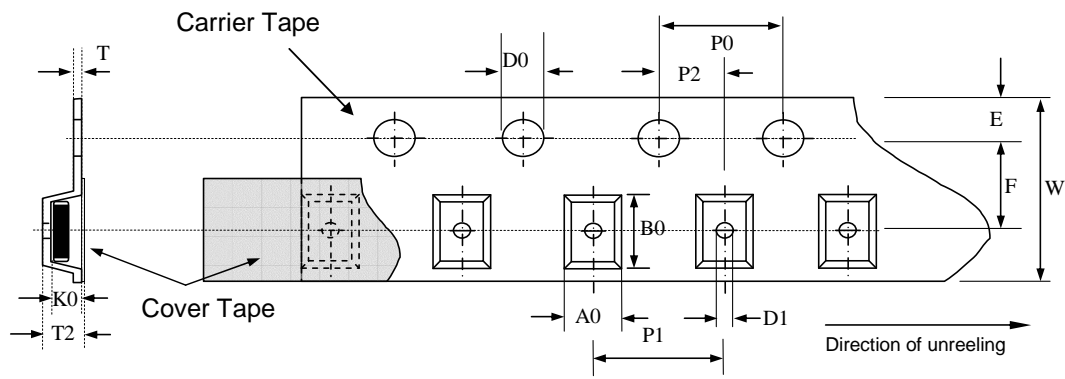 Carrier Tape
T
D0
P0
P2
E
F
W
B0
K0
Cover Tape
T2
A0
D1
P1
Direction of unreeling